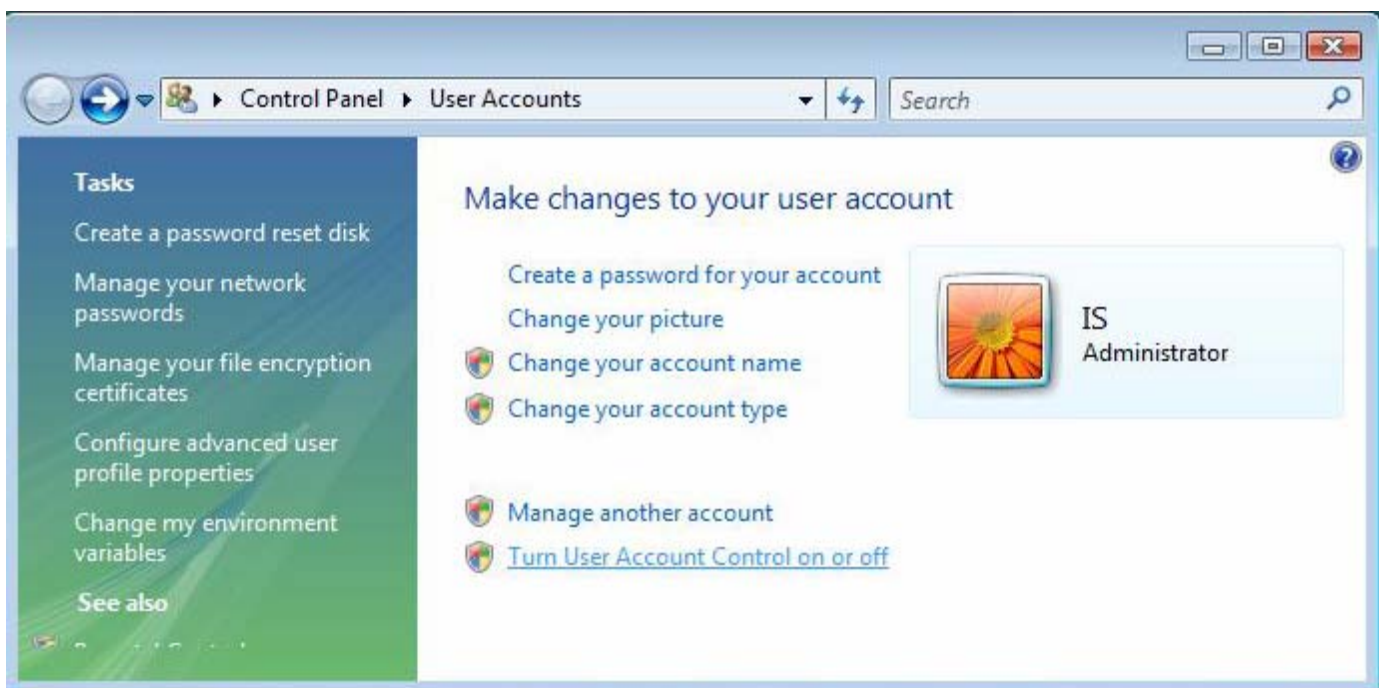 Control Panel
User Accounts
Search
Tasks
Create a password reset disk
Manage your network
passwords
Manage your file encryption
certificates
Configure advanced user
profile properties
Change my environment
variables
See also
Make changes to your user account
Create a password for your account
Change your picture
Change your account name
Change your account type
Manage another account
Turn User Account Control on or off
IS
Administrator